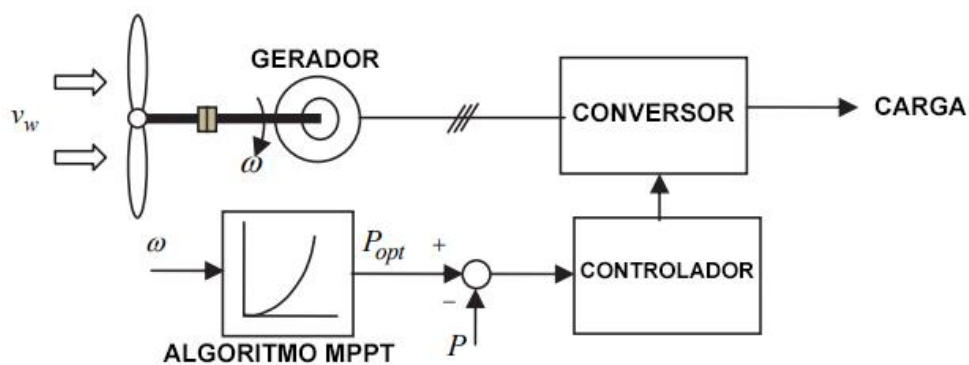 GERADOR
v_w
ω
CONVERSOR
CARGA
ω
P_opt
+
−
P
CONTROLADOR
ALGORITMO MPPT